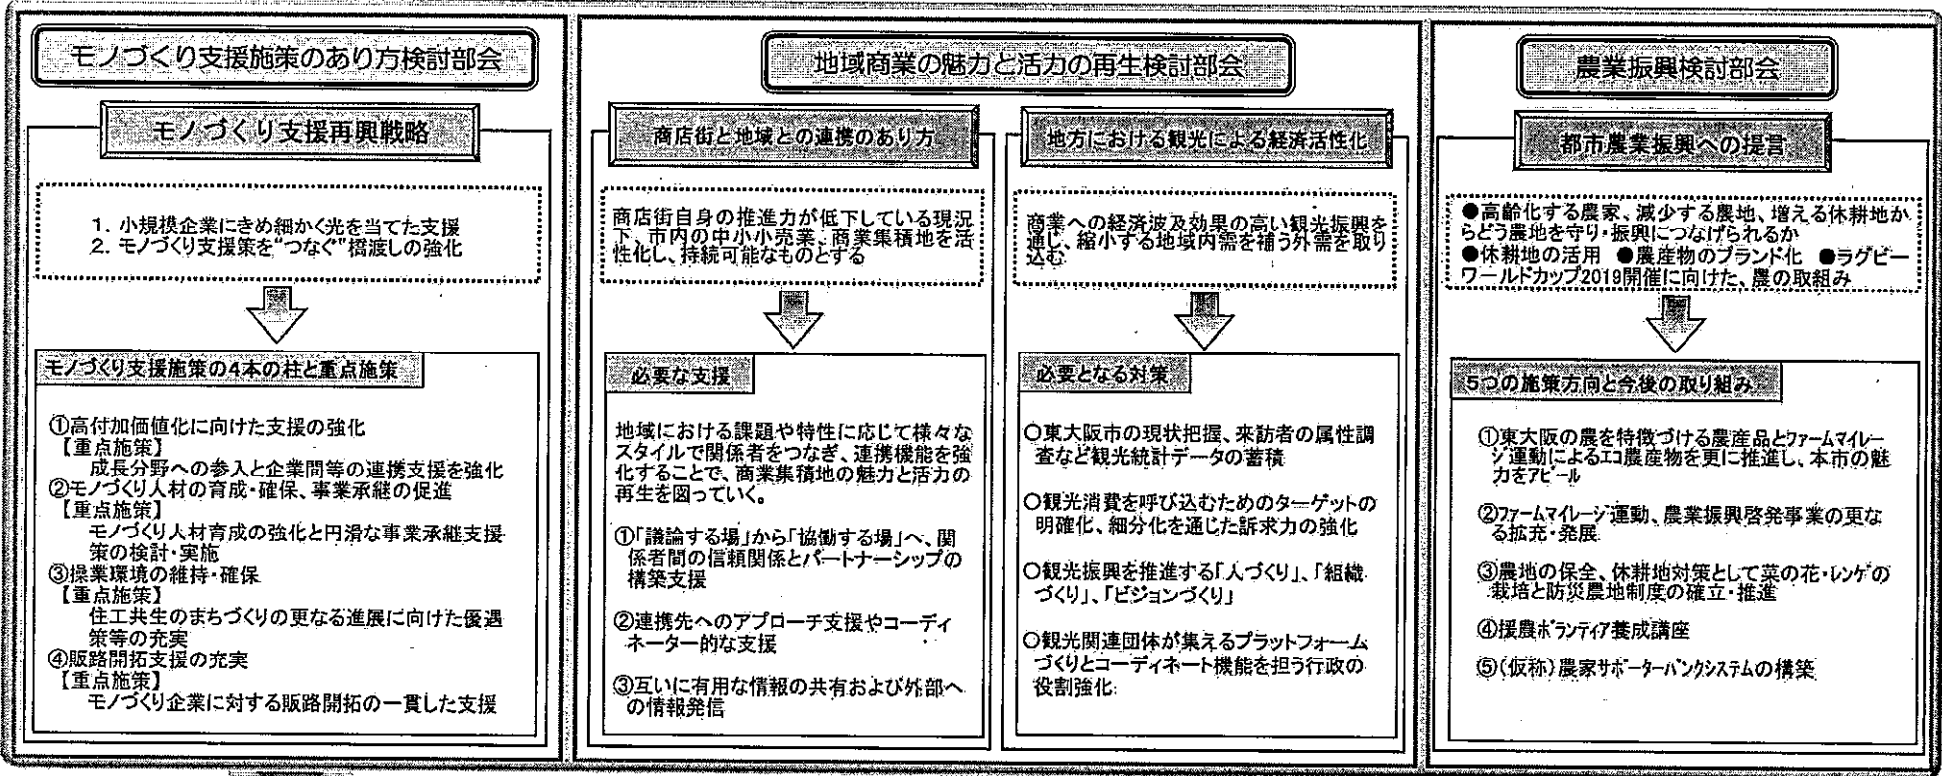 モノづくり支援施策のあり方検討部会
モノづくり支援再興戦略
1. 小規模企業にきめ細かく光を当てた支援
2. モノづくり支援策を“つなぐ”橋渡しの強化
モノづくり支援施策の4本の柱と重点施策
①高付加価値化に向けた支援の強化
【重点施策】
成長分野への参入と企業間等の連携支援を強化
②モノづくり人材の育成・確保、事業承継の促進
【重点施策】
モノづくり人材育成の強化と円滑な事業承継支援
策の検討・実施
③操業環境の維持・確保
【重点施策】
住工共生のまちづくりの更なる進展に向けた優遇
策等の充実
④販路開拓支援の充実
【重点施策】
モノづくり企業に対する販路開拓の一貫した支援
地域商業の魅力と活力の再生検討部会
商店街と地域との連携のあり方
商店街自身の推進力が低下している現況
下、市内の中小小売業、商業集積地を活
性化し、持続可能なものとする
必要な支援
地域における課題や特性に応じて様々な
スタイルで関係者をつなぎ、連携機能を強
化することで、商業集積地の魅力と活力の
再生を図っていく。
①「議論する場」から「協働する場」へ、関
係者間の信頼関係とパートナーシップの
構築支援
②連携先へのアプローチ支援やコーディ
ネーター的な支援
③互いに有用な情報の共有および外部へ
の情報発信
地方における観光による経済活性化
商業への経済波及効果の高い観光振興を
通し、縮小する地域内需を補う外需を取り
込む
必要となる対策
○東大阪市の現状把握、来訪者の属性調
査など観光統計データの蓄積
○観光消費を呼び込むためのターゲットの
明確化、細分化を通じた訴求力の強化
○観光振興を推進する「人づくり」、「組織
づくり」、「ビジョンづくり」
○観光関連団体が集えるプラットフォーム
づくりとコーディネート機能を担う行政の
役割強化
農業振興検討部会
都市農業振興への提言
●高齢化する農家、減少する農地、増える休耕地か
らどう農地を守り・振興につなげられるか
●休耕地の活用 ●農産物のブランド化 ●ラグビー
ワールドカップ2019開催に向けた、農の取組み
5つの施策方向と今後の取り組み
①東大阪の農を特徴づける農産品とファームマイレー
ジ運動によるエコ農産物を更に推進し、本市の魅
力をアピール
②ファームマイレージ運動、農業振興啓発事業の更な
る拡充・発展
③農地の保全、休耕地対策として菜の花・レンゲの
栽培と防災農地制度の確立・推進
④援農ボランティア養成講座
⑤(仮称)農家サポーターバンクシステムの構築